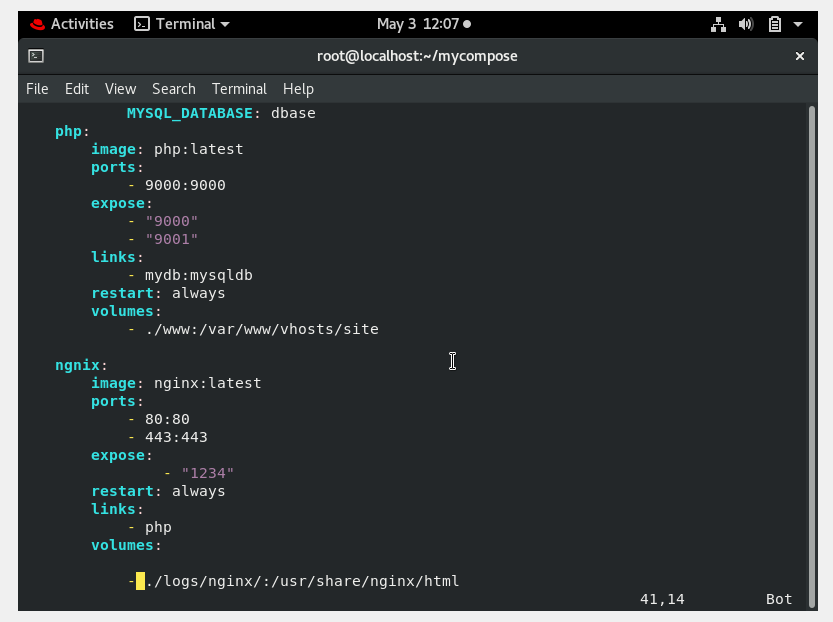 Activities Terminal May 3 12:07
root@localhost:~/mycompose ×
File Edit View Search Terminal Help
            MYSQL_DATABASE: dbase
    php:
        image: php:latest
        ports:
            - 9000:9000
        expose:
            - "9000"
            - "9001"
        links:
            - mydb:mysqldb
        restart: always
        volumes:
            - ./www:/var/www/vhosts/site
    ngnix:
        image: nginx:latest
        ports:
            - 80:80
            - 443:443
        expose:
                - "1234"
        restart: always
        links:
            - php
        volumes:
            - ./logs/nginx/:/usr/share/nginx/html
41,14 Bot